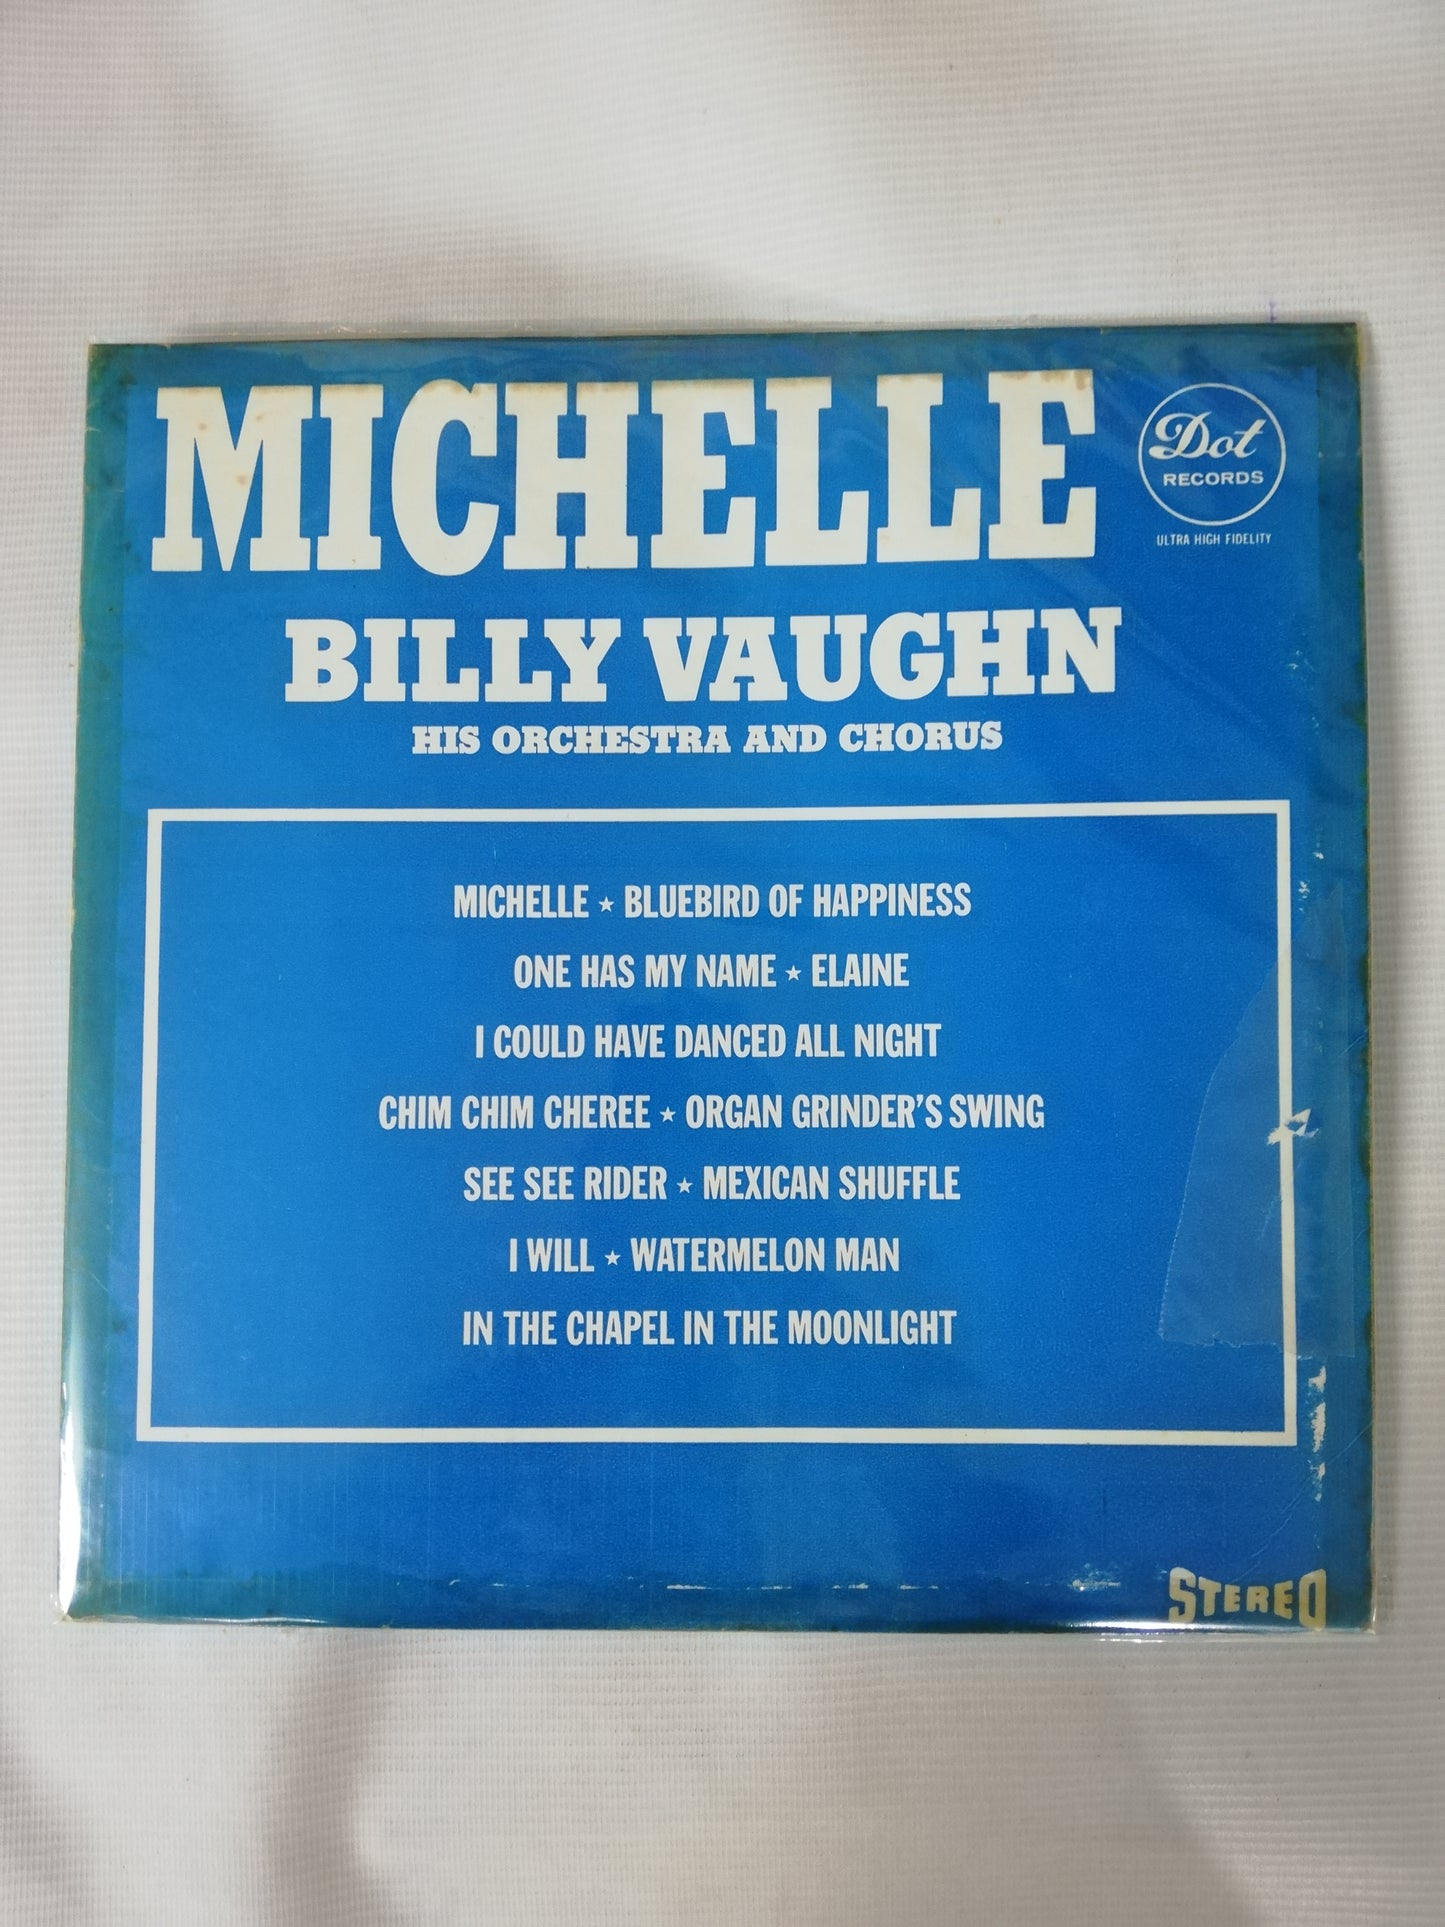 MICHELLE
Dot
RECORDS
ULTRA HIGH FIDELITY
BILLY VAUGHN
HIS ORCHESTRA AND CHORUS
MICHELLE ★ BLUEBIRD OF HAPPINESS
ONE HAS MY NAME ★ ELAINE
I COULD HAVE DANCED ALL NIGHT
CHIM CHIM CHEREE ★ ORGAN GRINDER'S SWING
SEE SEE RIDER ★ MEXICAN SHUFFLE
I WILL ★ WATERMELON MAN
IN THE CHAPEL IN THE MOONLIGHT
STEREO